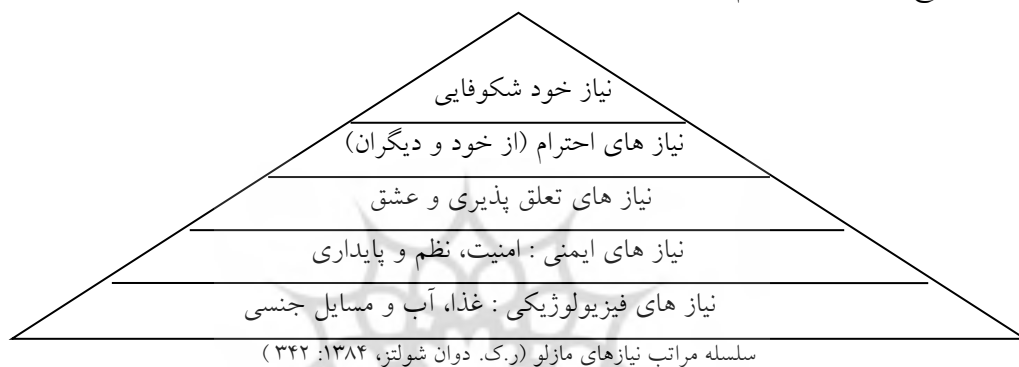 نیاز خود شکوفایی
نیاز های احترام (از خود و دیگران)
نیاز های تعلق پذیری و عشق
نیاز های ایمنی : امنیت، نظم و پایداری
نیاز های فیزیولوژیکی : غذا، آب و مسایل جنسی
سلسله مراتب نیازهای مازلو (ر.ک. دوان شولتز، ۱۳۸۴: ۳۴۲ )